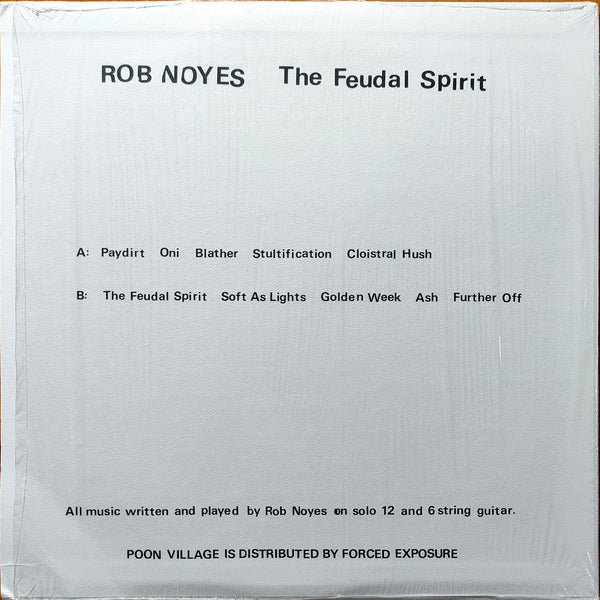 ROB NOYES The Feudal Spirit
A: Paydirt Oni Blather Stultification Cloistral Hush
B: The Feudal Spirit Soft As Lights Golden Week Ash Further Off
All music written and played by Rob Noyes on solo 12 and 6 string guitar.
POON VILLAGE IS DISTRIBUTED BY FORCED EXPOSURE